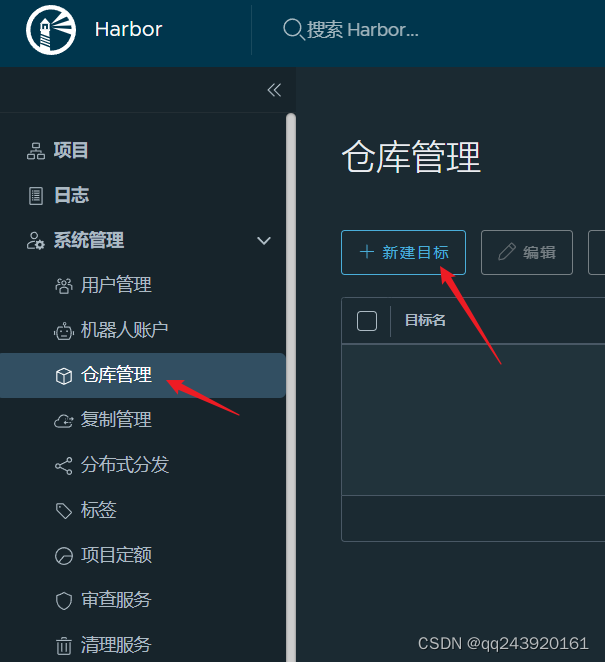 Harbor
搜索 Harbor...
项目
日志
系统管理
用户管理
机器人账户
仓库管理
复制管理
分布式分发
标签
项目定额
审查服务
清理服务
仓库管理
新建目标
编辑
目标名
CSDN @qq243920161